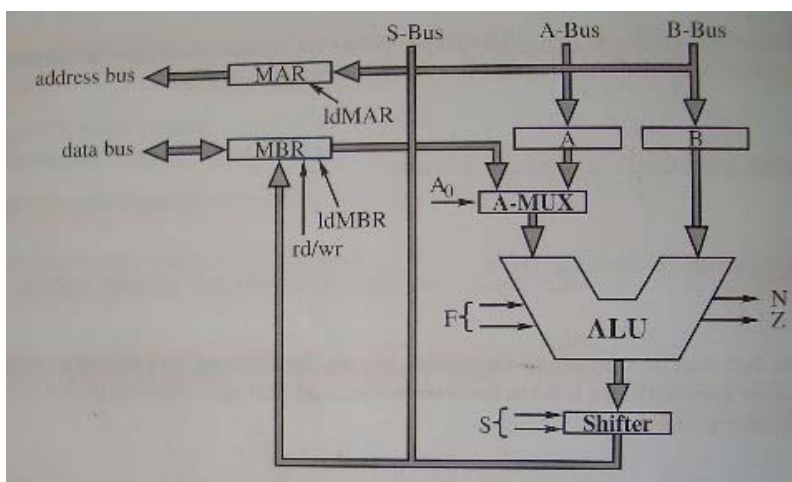 S-Bus A-Bus B-Bus
address bus MAR
ldMAR
A B
data bus MBR
A0 A-MUX
ldMBR
rd/wr
N
F{ ALU Z
S{ Shifter